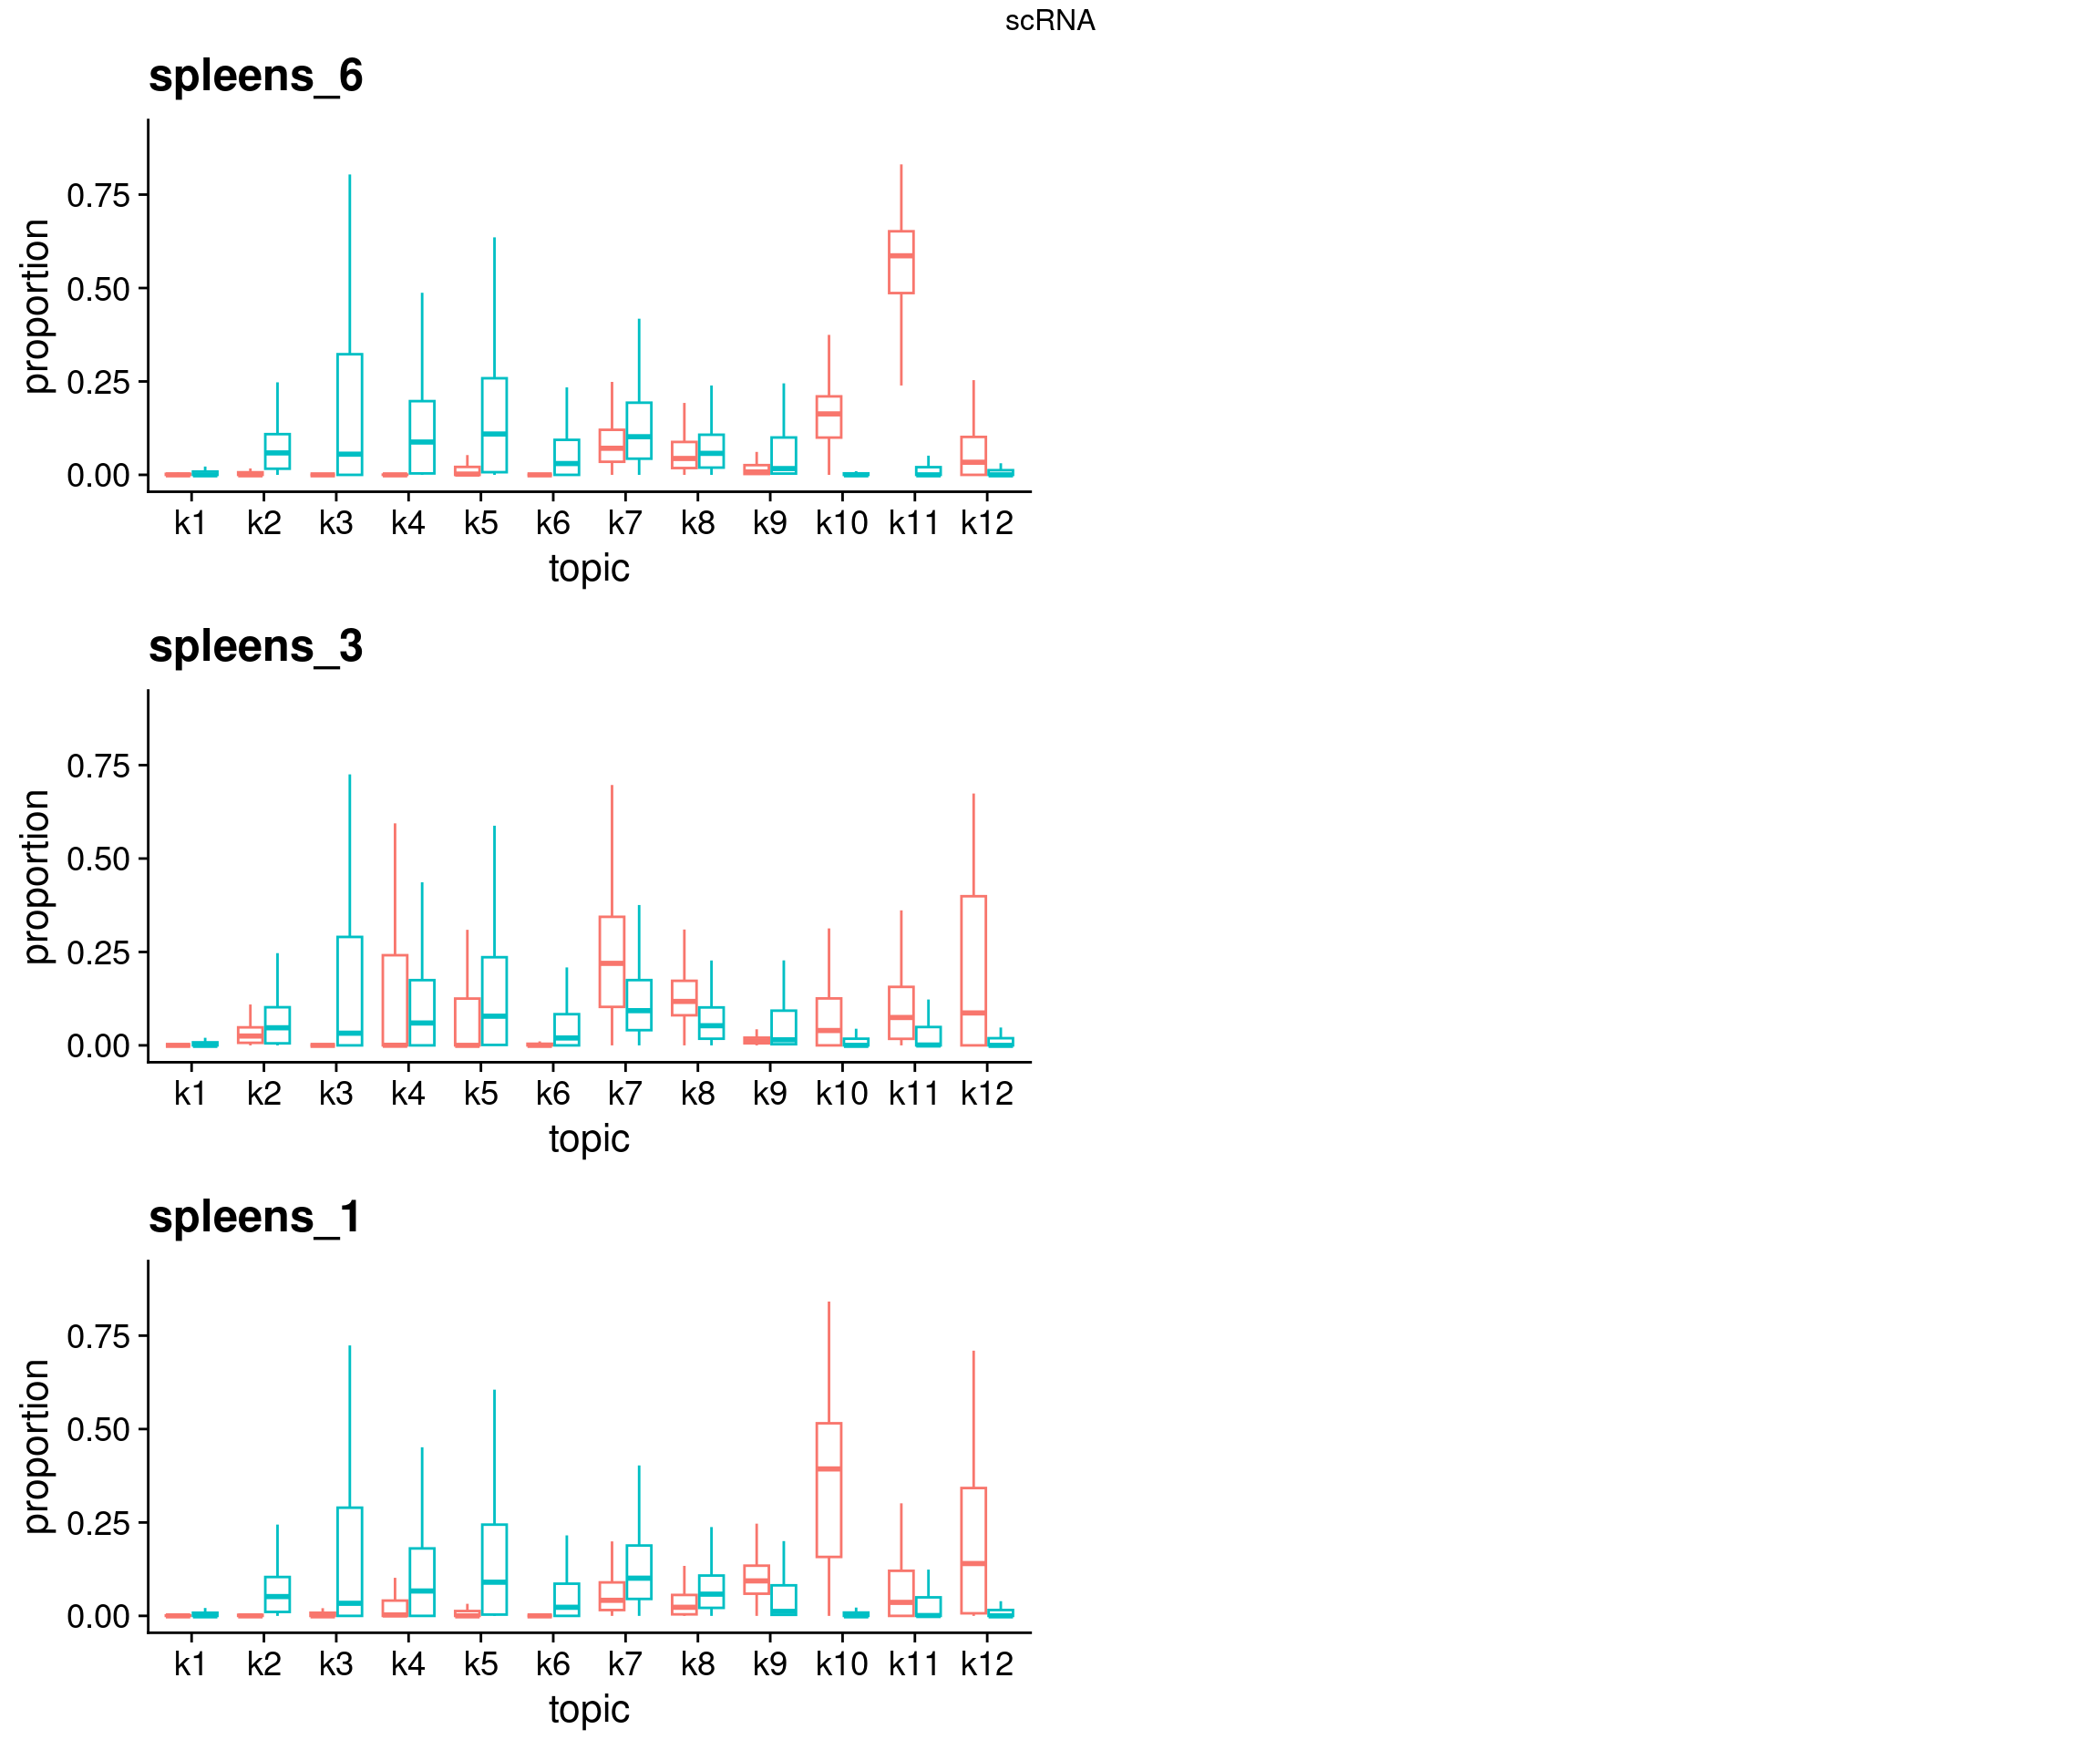 scRNA
spleens_6
proportion
0.75
0.50
0.25
0.00
k1 k2 k3 k4 k5 k6 k7 k8 k9 k10 k11 k12
topic
spleens_3
proportion
0.75
0.50
0.25
0.00
k1 k2 k3 k4 k5 k6 k7 k8 k9 k10 k11 k12
topic
spleens_1
proportion
0.75
0.50
0.25
0.00
k1 k2 k3 k4 k5 k6 k7 k8 k9 k10 k11 k12
topic